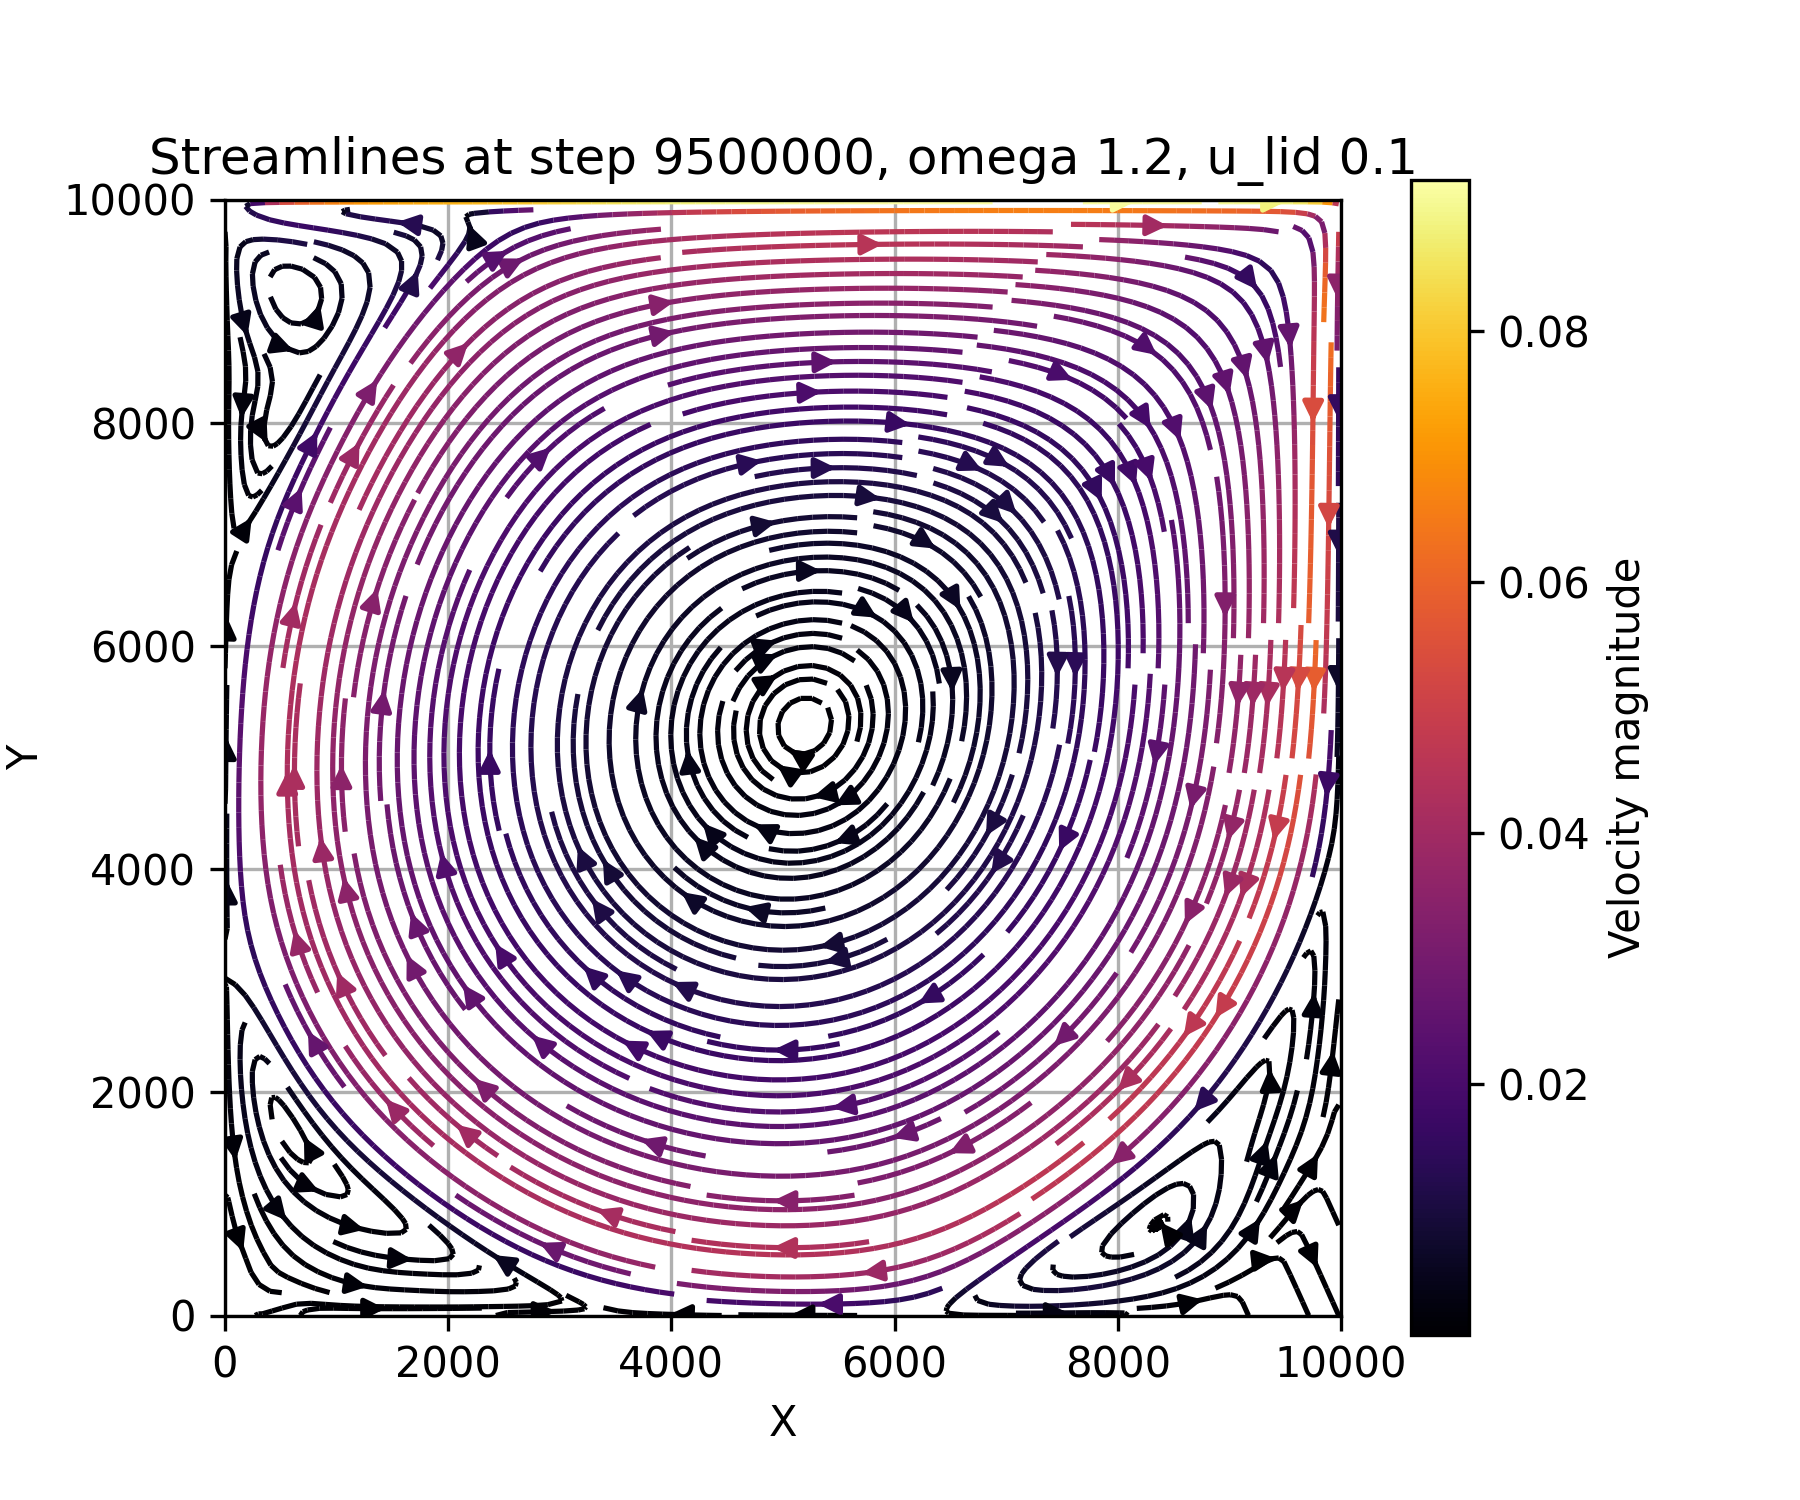 Streamlines at step 9500000, omega 1.2, u_lid 0.1
10000
8000
6000
4000
2000
0
Y
0 2000 4000 6000 8000 10000
X
0.08
0.06
0.04
0.02
Velocity magnitude